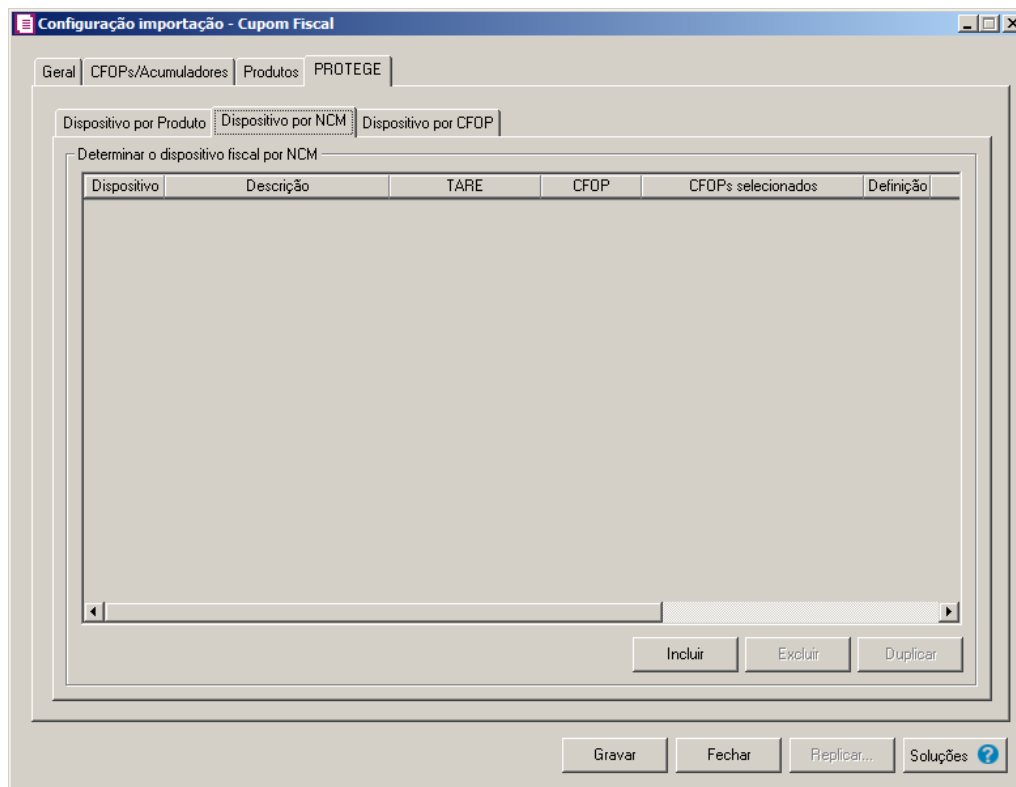 Configuração importação - Cupom Fiscal
Geral CFOPs/Acumuladores Produtos PROTEGE
Dispositivo por Produto Dispositivo por NCM Dispositivo por CFOP
Determinar o dispositivo fiscal por NCM
Dispositivo Descrição TARE CFOP CFOPs selecionados Definição
Incluir Excluir Duplicar
Gravar Fechar Replicar... Soluções ?